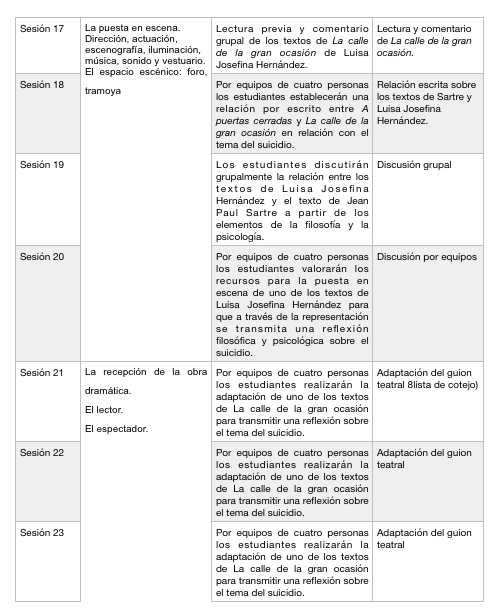 Sesión 17
La puesta en escena.
Dirección, actuación,
escenografía, iluminación,
música, sonido y vestuario.
El espacio escénico: foro,
tramoya
Lectura previa y comentario
grupal de los textos de La calle
de la gran ocasión de Luisa
Josefina Hernández.
Lectura y comentario
de La calle de la gran
ocasión.
Sesión 18
Por equipos de cuatro personas
los estudiantes establecerán una
relación por escrito entre A
puertas cerradas y La calle de la
gran ocasión en relación con el
tema del suicidio.
Relación escrita sobre
los textos de Sartre y
Luisa Josefina
Hernández.
Sesión 19
Los estudiantes discutirán
grupalmente la relación entre los
textos de Luisa Josefina
Hernández y el texto de Jean
Paul Sartre a partir de los
elementos de la filosofía y la
psicología.
Discusión grupal
Sesión 20
Por equipos de cuatro personas
los estudiantes valorarán los
recursos para la puesta en
escena de uno de los textos de
Luisa Josefina Hernández para
que a través de la representación
se transmita una reflexión
filosófica y psicológica sobre el
suicidio.
Discusión por equipos
Sesión 21
La recepción de la obra
dramática.
El lector.
El espectador.
Por equipos de cuatro personas
los estudiantes realizarán la
adaptación de uno de los textos
de La calle de la gran ocasión
para transmitir una reflexión sobre
el tema del suicidio.
Adaptación del guion
teatral 8lista de cotejo)
Sesión 22
Por equipos de cuatro personas
los estudiantes realizarán la
adaptación de uno de los textos
de La calle de la gran ocasión
para transmitir una reflexión sobre
el tema del suicidio.
Adaptación del guion
teatral
Sesión 23
Por equipos de cuatro personas
los estudiantes realizarán la
adaptación de uno de los textos
de La calle de la gran ocasión
para transmitir una reflexión sobre
el tema del suicidio.
Adaptación del guion
teatral